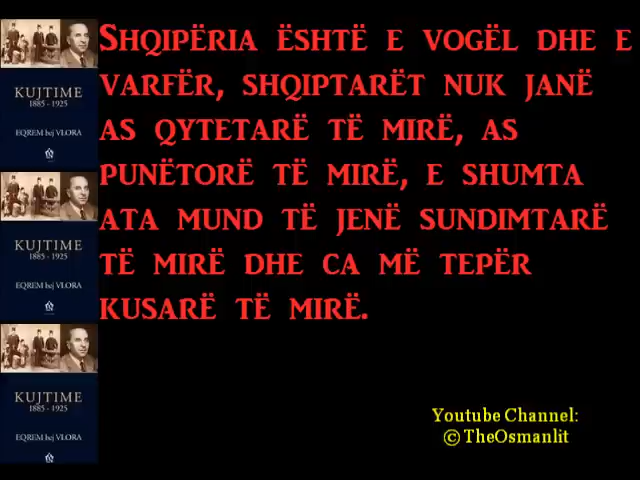 Shqipëria është e vogël dhe e
varfër, shqiptarët nuk janë
as qytetarë të mirë, as
punëtorë të mirë, e shumta
ata mund të jenë sundimtarë
të mirë dhe ca më tepër
kusarë të mirë.
KUJTIME
1885 - 1925
EQREM bej VLORA
KUJTIME
1885 - 1925
EQREM bej VLORA
KUJTIME
1885 - 1925
EQREM bej VLORA
Youtube Channel:
© TheOsmanlit